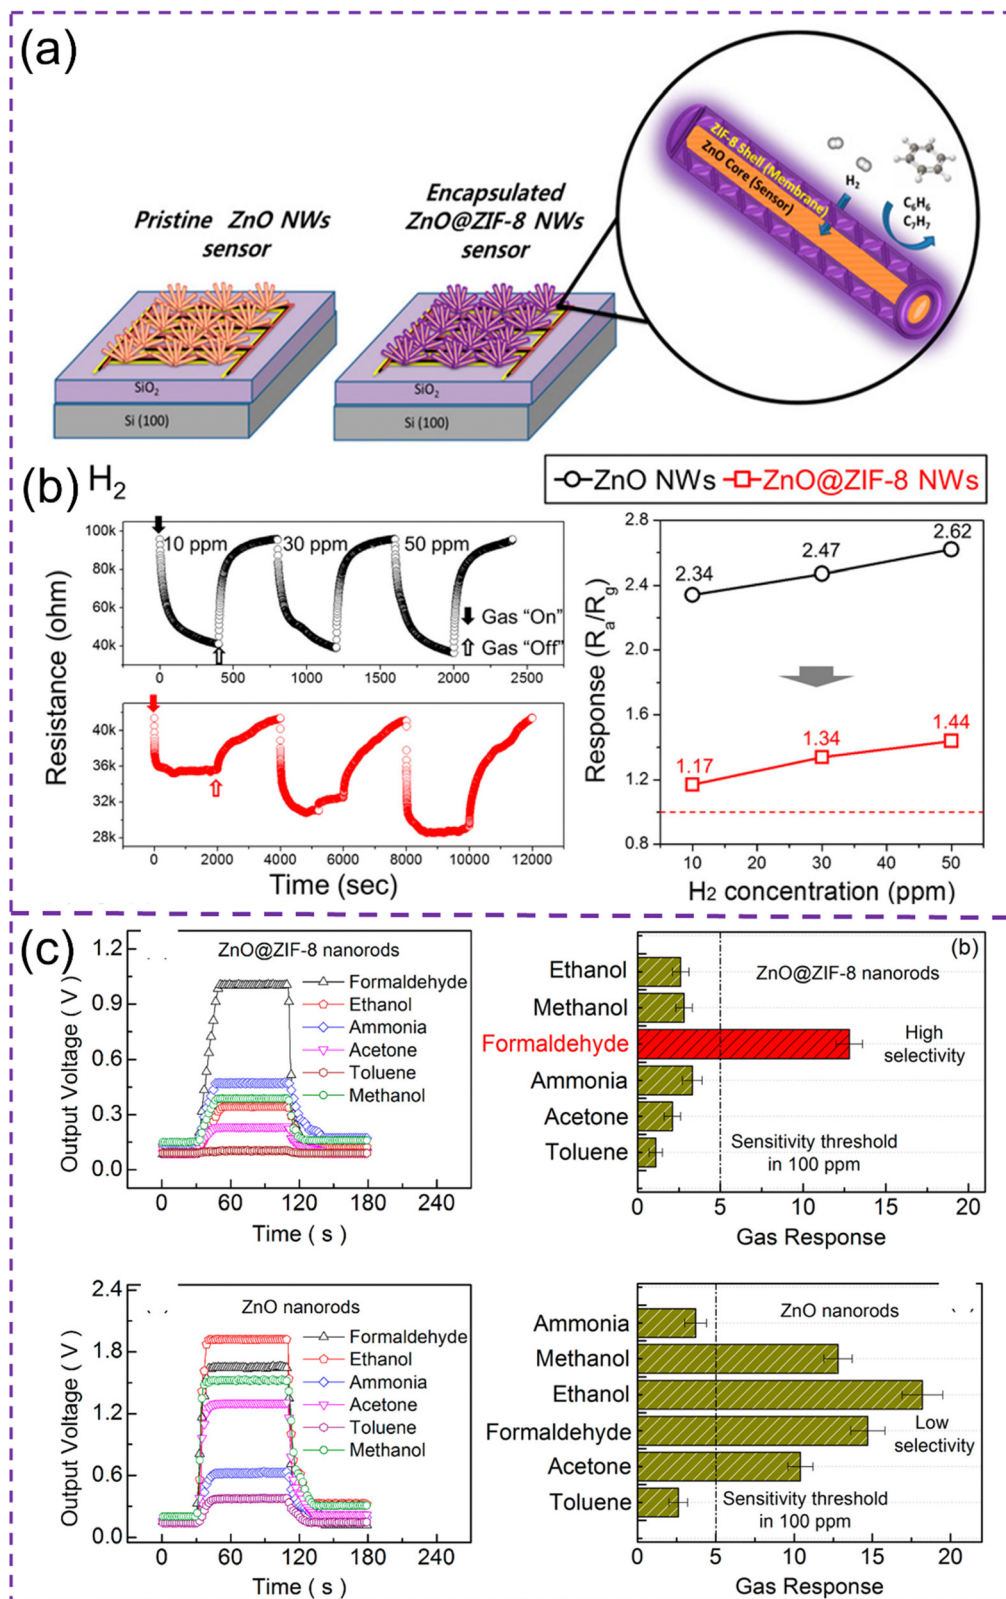 (a)
Pristine ZnO NWs
sensor
Encapsulated
ZnO@ZIF-8 NWs
sensor
ZIF-8 Shell (Membrane)
ZnO Core (Sensor)
H2
C6H6
C7H7
SiO2
Si (100)
SiO2
Si (100)
(b) H2
ZnO NWs ZnO@ZIF-8 NWs
Resistance (ohm)
100k
80k
60k
40k
10 ppm 30 ppm 50 ppm
Gas "On"
Gas "Off"
0 500 1000 1500 2000 2500
40k
36k
32k
28k
0 2000 4000 6000 8000 10000 12000
Time (sec)
Response (Ra/Rg)
2.8
2.4
2.0
1.6
1.2
0.8
2.34 2.47 2.62
1.17 1.34 1.44
10 20 30 40 50
H2 concentration (ppm)
(c)
Output Voltage ( V )
1.2
0.9
0.6
0.3
0.0
ZnO@ZIF-8 nanorods
Formaldehyde
Ethanol
Ammonia
Acetone
Toluene
Methanol
0 60 120 180 240
Time ( s )
(b)
ZnO@ZIF-8 nanorods
Ethanol
Methanol
Formaldehyde
Ammonia
Acetone
Toluene
High
selectivity
Sensitivity threshold
in 100 ppm
0 5 10 15 20
Gas Response
Output Voltage ( V )
2.4
1.8
1.2
0.6
0.0
ZnO nanorods
Formaldehyde
Ethanol
Ammonia
Acetone
Toluene
Methanol
0 60 120 180 240
Time ( s )
ZnO nanorods
Ammonia
Methanol
Ethanol
Formaldehyde
Acetone
Toluene
Low
selectivity
Sensitivity threshold
in 100 ppm
0 5 10 15 20
Gas Response